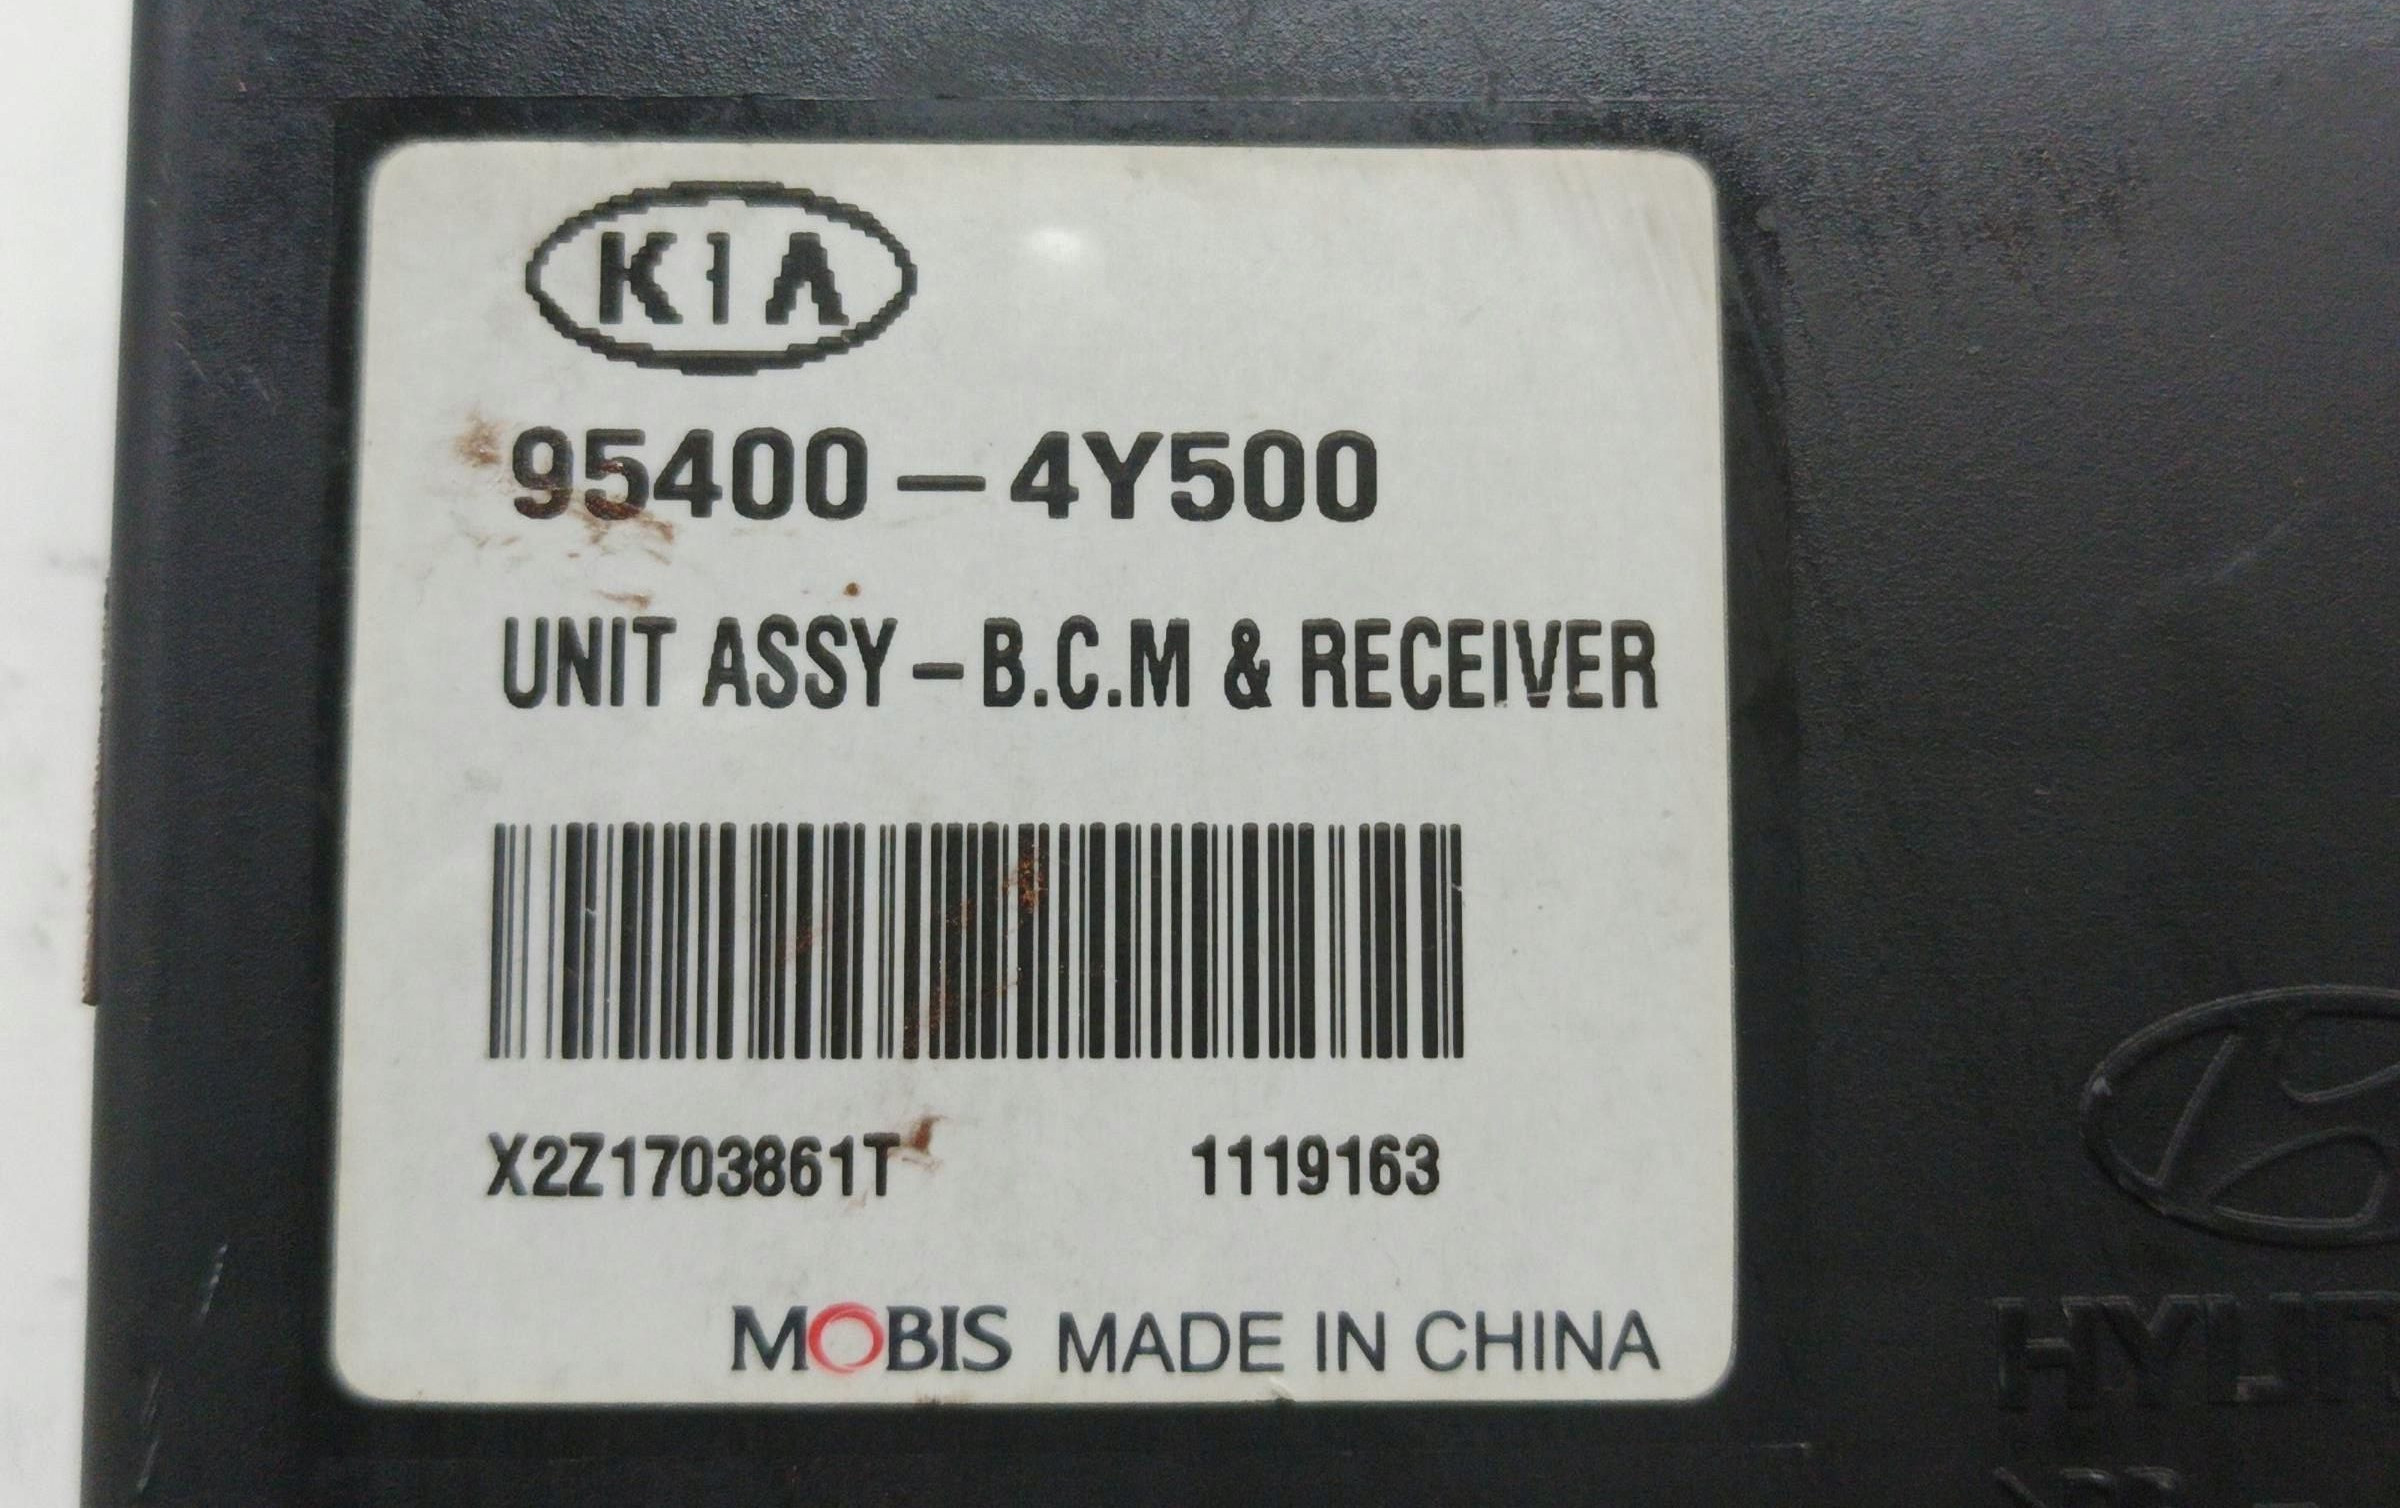 KIA
95400-4Y500
UNIT ASSY-B.C.M & RECEIVER
X2Z1703861T 1119163
MOBIS MADE IN CHINA